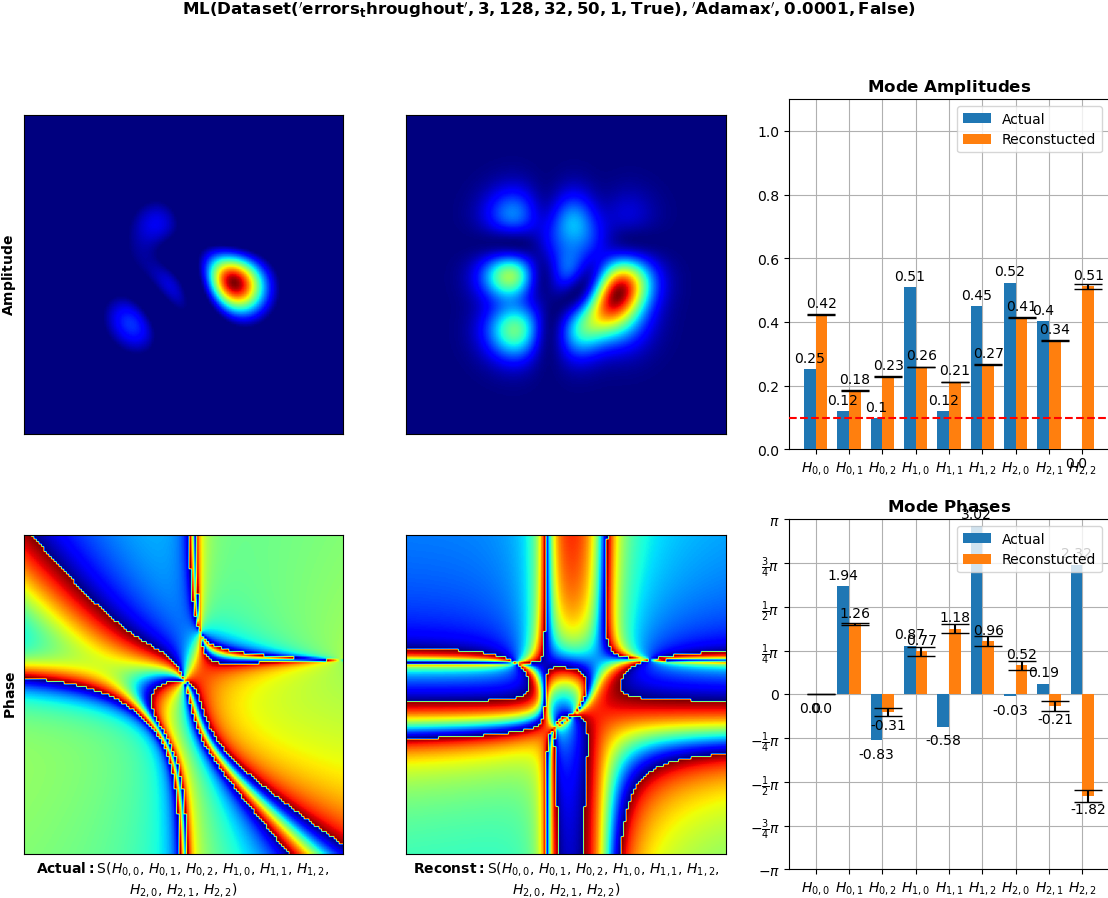 ML(Dataset('errors_throughout', 3, 128, 32, 50, 1, True), 'Adamax', 0.0001, False)
Amplitude
Mode Amplitudes
Actual
Reconstucted
1.0
0.8
0.6
0.4
0.2
0.0
0.25 0.42 0.12 0.18 0.1 0.23 0.51 0.26 0.12 0.21 0.45 0.27 0.52 0.41 0.4 0.34 0.0 0.51
H0,0 H0,1 H0,2 H1,0 H1,1 H1,2 H2,0 H2,1 H2,2
Phase
Mode Phases
Actual
Reconstucted
π
3/4π
1/2π
1/4π
0
-1/4π
-1/2π
-3/4π
-π
0.0 0.0 1.94 1.26 -0.83 -0.31 0.87 0.77 -0.58 1.18 3.02 0.96 -0.03 0.52 0.19 -0.21 2.32 -1.82
H0,0 H0,1 H0,2 H1,0 H1,1 H1,2 H2,0 H2,1 H2,2
Actual: S(H0,0, H0,1, H0,2, H1,0, H1,1, H1,2,
H2,0, H2,1, H2,2)
Reconst: S(H0,0, H0,1, H0,2, H1,0, H1,1, H1,2,
H2,0, H2,1, H2,2)